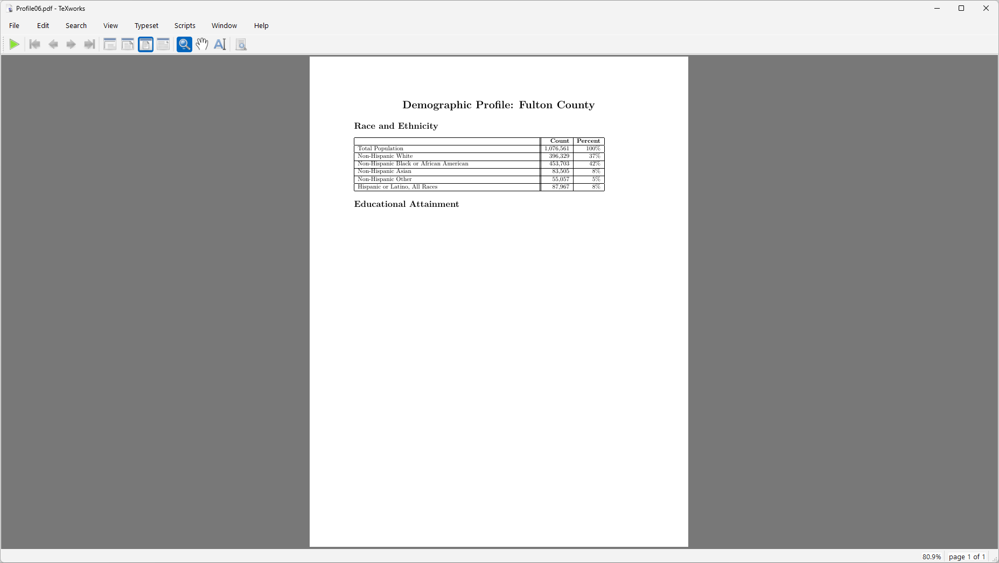 Profile06.pdf - TeXworks
File Edit Search View Typeset Scripts Window Help
Demographic Profile: Fulton County
Race and Ethnicity
Count Percent
Total Population 1,076,561 100%
Non-Hispanic White 396,329 37%
Non-Hispanic Black or African American 453,703 42%
Non-Hispanic Asian 83,505 8%
Non-Hispanic Other 55,057 5%
Hispanic or Latino, All Races 87,967 8%
Educational Attainment
80.9% page 1 of 1